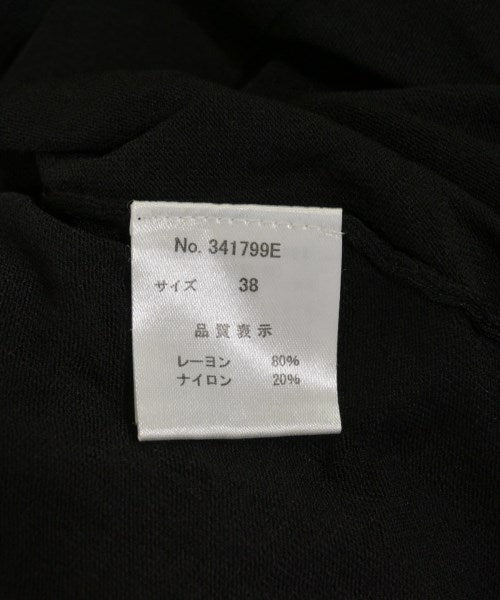 No. 341799E
サイズ 38
品質表示
レーヨン 80%
ナイロン 20%